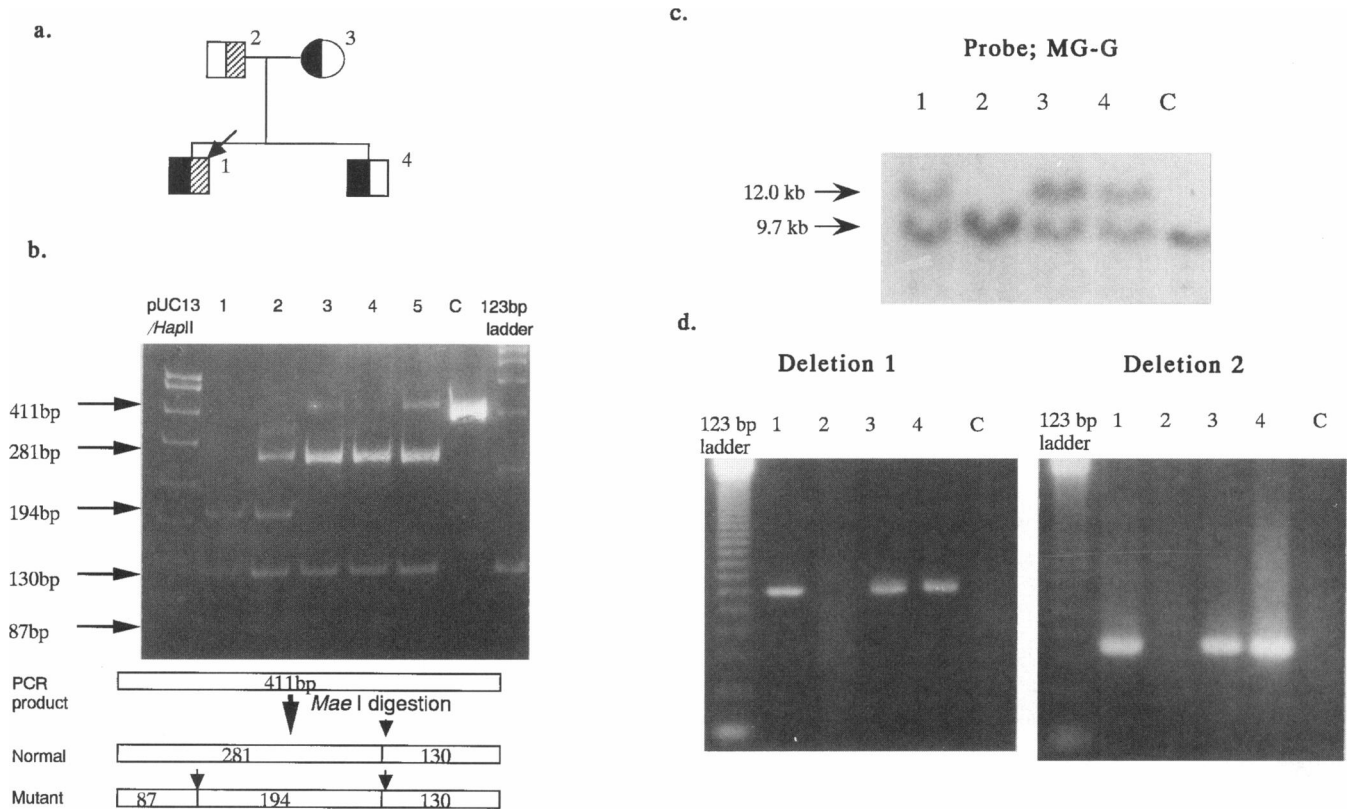 a.
2
3
1
4
b.
pUC13 1 2 3 4 5 C 123bp
/HapII ladder
411bp
281bp
194bp
130bp
87bp
PCR
product
411bp
Mae I digestion
Normal
281 130
Mutant
87 194 130
c.
Probe; MG-G
1 2 3 4 C
12.0 kb
9.7 kb
d.
Deletion 1
123 bp
ladder
1 2 3 4 C
Deletion 2
123 bp
ladder
1 2 3 4 C